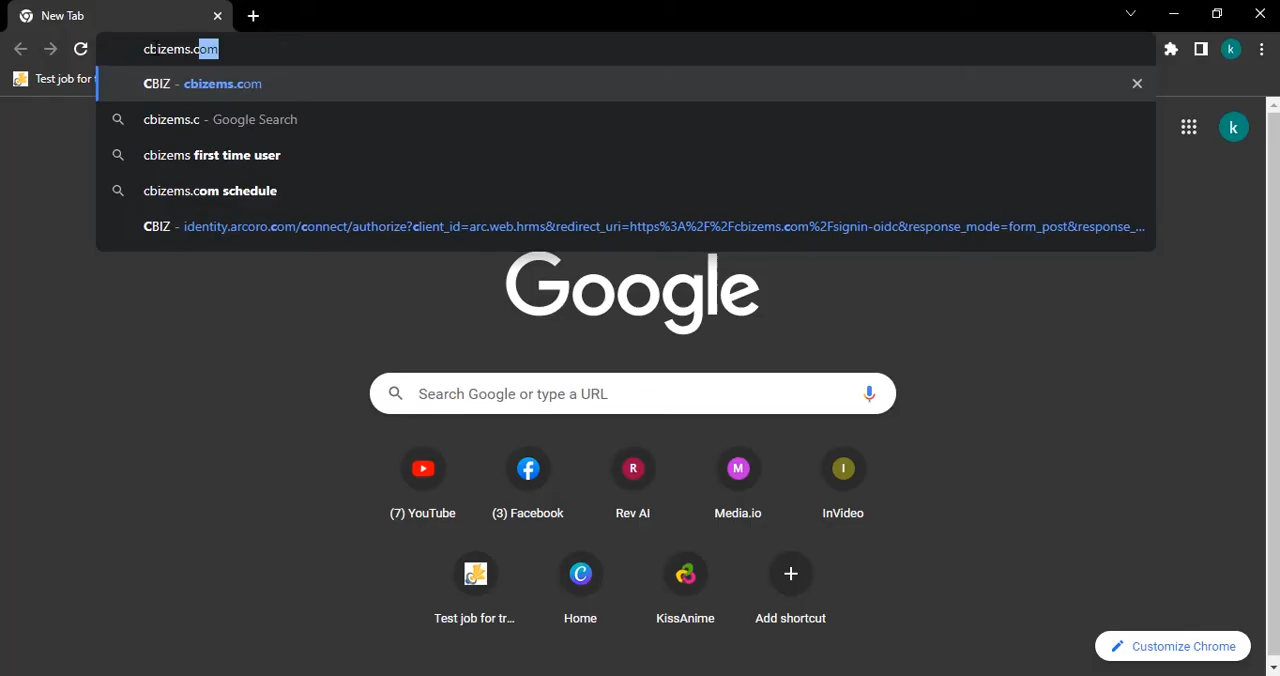 New Tab
cbizems.com
Test job for t
CBIZ - cbizems.com
cbizems.c - Google Search
cbizems first time user
cbizems.com schedule
CBIZ - identity.arcoro.com/connect/authorize?client_id=arc.web.hrms&redirect_uri=https%3A%2F%2Fcbizems.com%2Fsignin-oidc&response_mode=form_post&response_...
k
k
Google
Search Google or type a URL
R
M
I
(7) YouTube
(3) Facebook
Rev AI
Media.io
InVideo
Test job for tr...
Home
KissAnime
Add shortcut
Customize Chrome